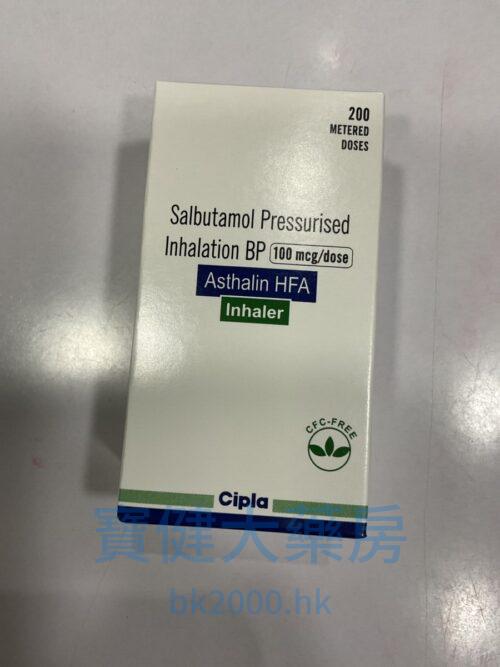 200
METERED
DOSES
Salbutamol Pressurised
Inhalation BP 100 mcg/dose
Asthalin HFA
Inhaler
CFC-FREE
Cipla
寶健大藥房
bk2000.hk